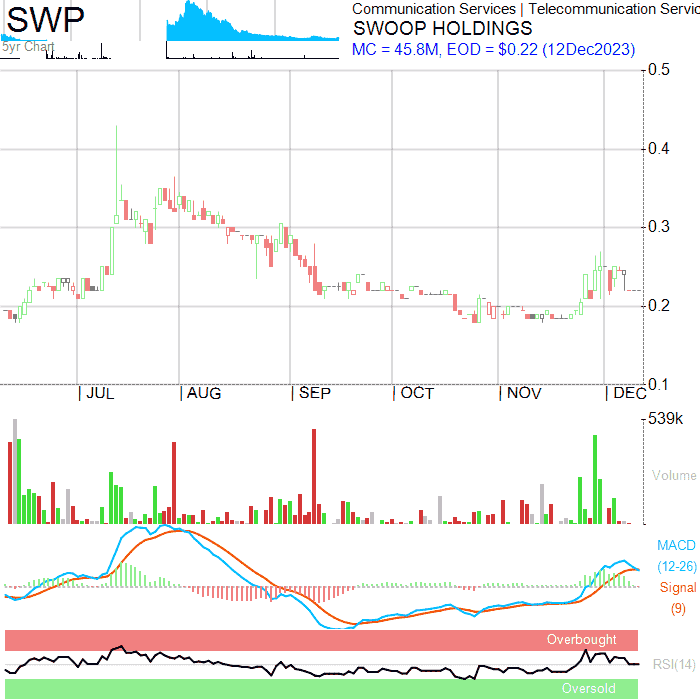 SWP
Communication Services | Telecommunication Servic
SWOOP HOLDINGS
5yr Chart
MC = 45.8M, EOD = $0.22 (12Dec2023)
0.5
0.4
0.3
0.2
0.1
JUL AUG SEP OCT NOV DEC
539k
Volume
MACD
(12-26)
Signal
(9)
Overbought
RSI(14)
Oversold